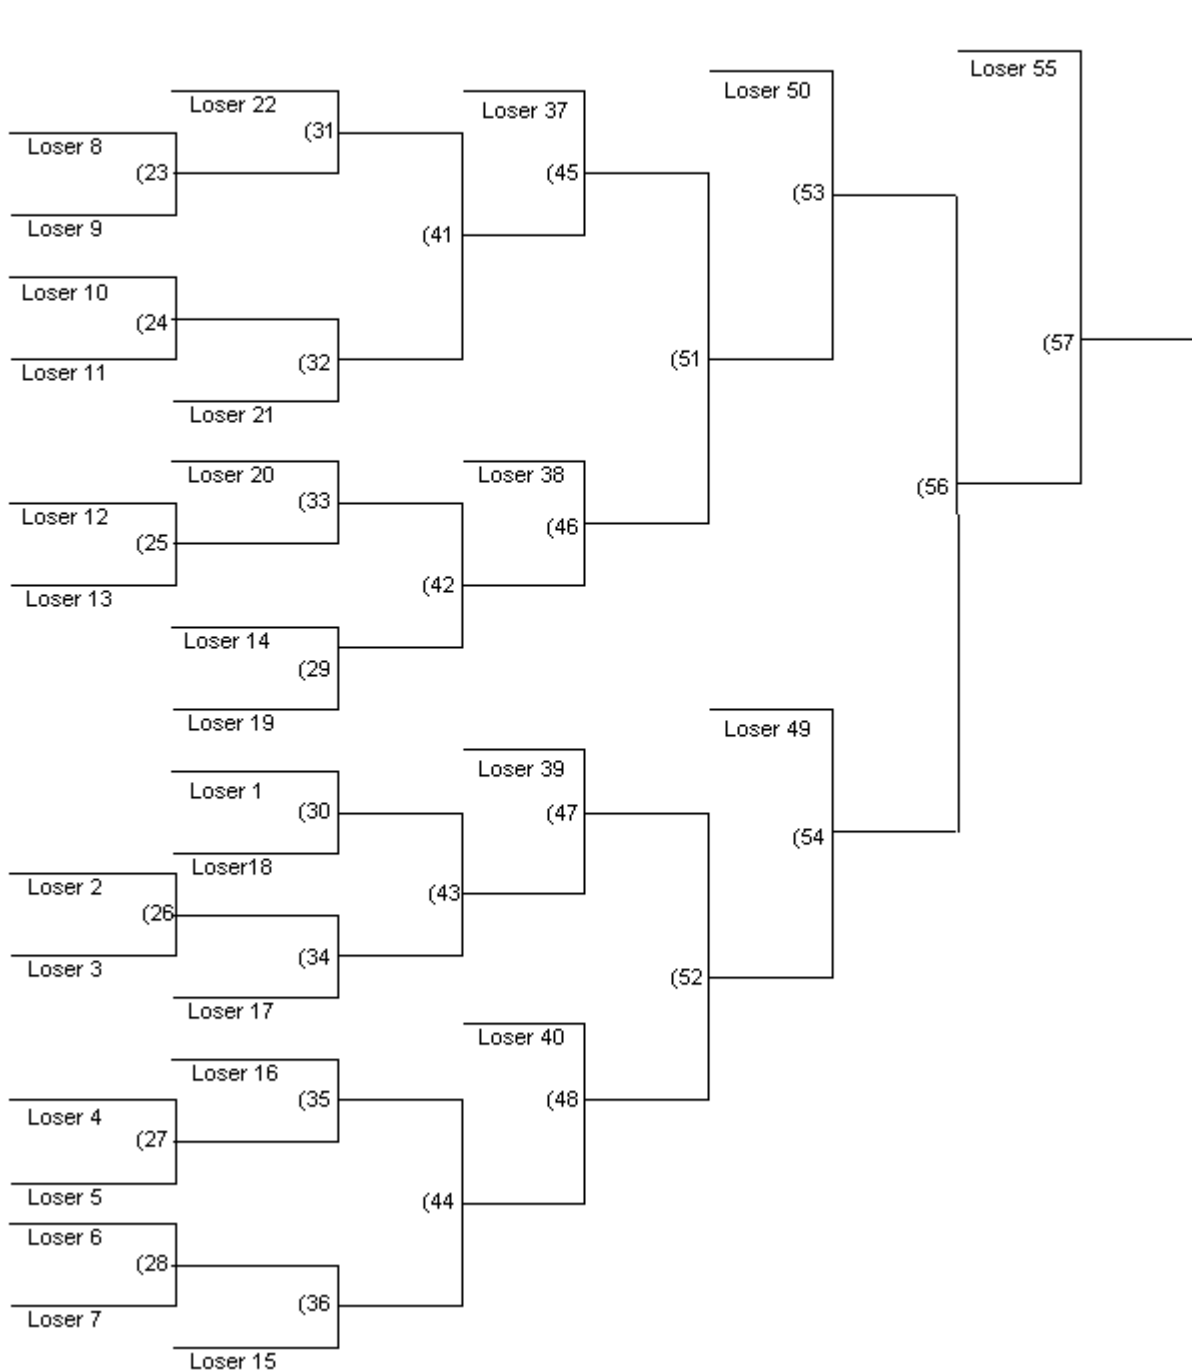 Loser 55
Loser 50
Loser 22
Loser 37
(31
Loser 8
(23
(45
(53
Loser 9
(41
Loser 10
(24
(57
(32
(51
Loser 11
Loser 21
Loser 20
Loser 38
(33
(56
Loser 12
(46
(25
(42
Loser 13
Loser 14
(29
Loser 19
Loser 49
Loser 39
Loser 1
(30
(47
(54
Loser18
Loser 2
(43
(26
(34
Loser 3
(52
Loser 17
Loser 40
Loser 16
(35
(48
Loser 4
(27
Loser 5
(44
Loser 6
(28
(36
Loser 7
Loser 15